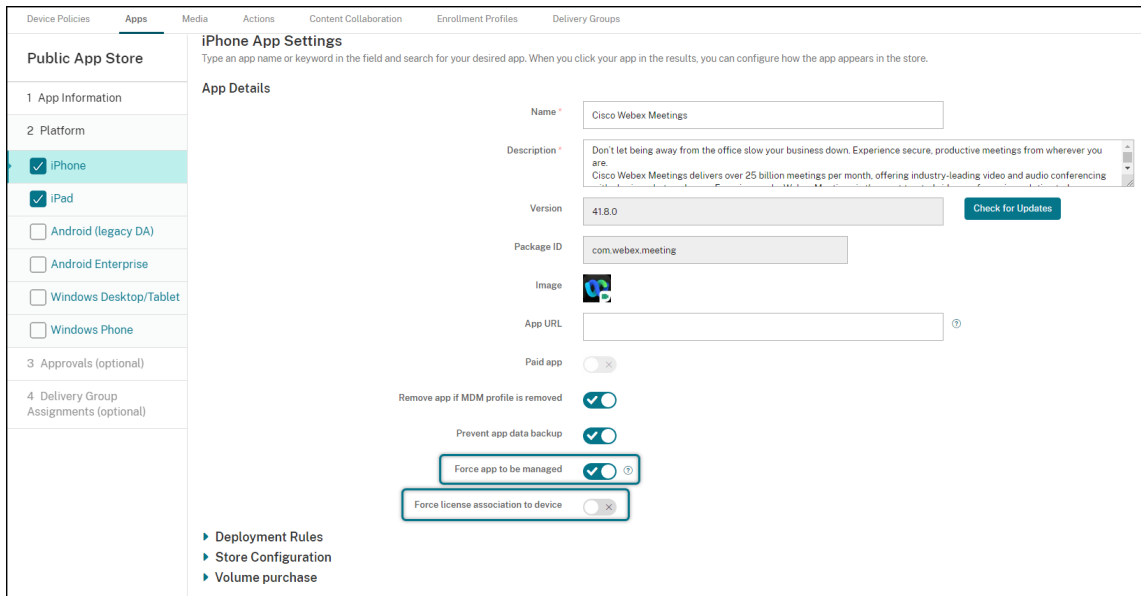 Device Policies Apps Media Actions Content Collaboration Enrollment Profiles Delivery Groups
Public App Store
1 App Information
2 Platform
iPhone
iPad
Android (legacy DA)
Android Enterprise
Windows Desktop/Tablet
Windows Phone
3 Approvals (optional)
4 Delivery Group
Assignments (optional)
iPhone App Settings
Type an app name or keyword in the field and search for your desired app. When you click your app in the results, you can configure how the app appears in the store.
App Details
Name * Cisco Webex Meetings
Description * Don't let being away from the office slow your business down. Experience secure, productive meetings from wherever you
are.
Cisco Webex Meetings delivers over 25 billion meetings per month, offering industry-leading video and audio conferencing
Version 41.8.0 Check for Updates
Package ID com.webex.meeting
Image
App URL ?
Paid app
Remove app if MDM profile is removed
Prevent app data backup
Force app to be managed ?
Force license association to device
Deployment Rules
Store Configuration
Volume purchase